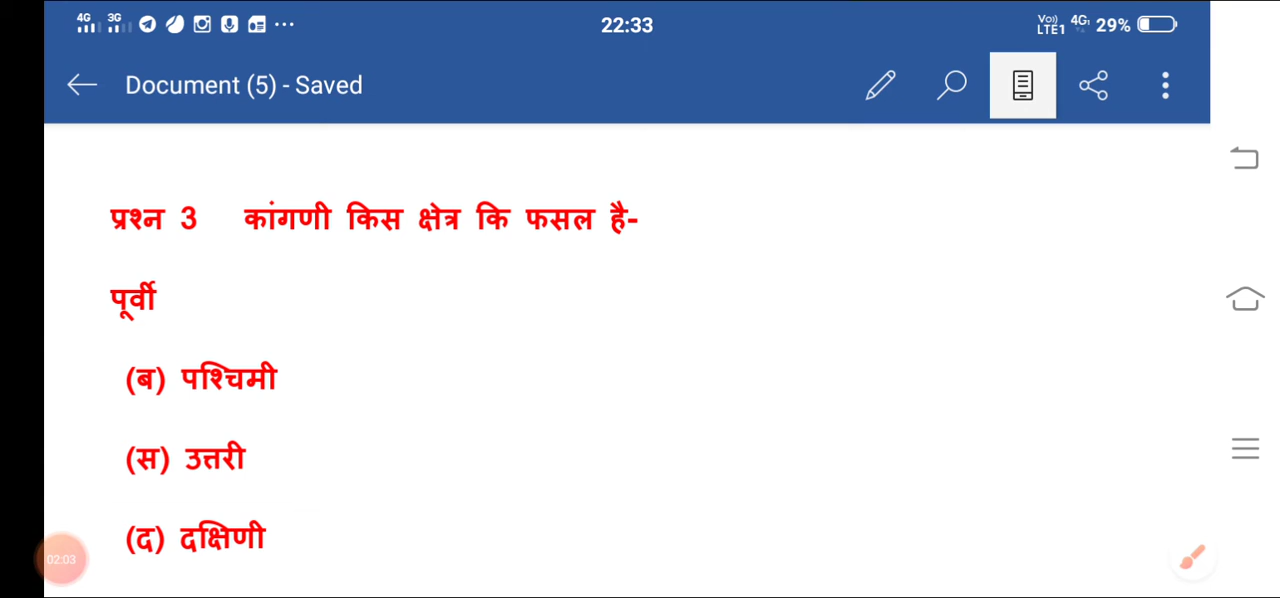 4G 3G 22:33 Vo)) LTE1 4G 29%
Document (5) - Saved
प्रश्न 3 कांगणी किस क्षेत्र कि फसल है-
पूर्वी
(ब) पश्चिमी
(स) उत्तरी
(द) दक्षिणी
02:03